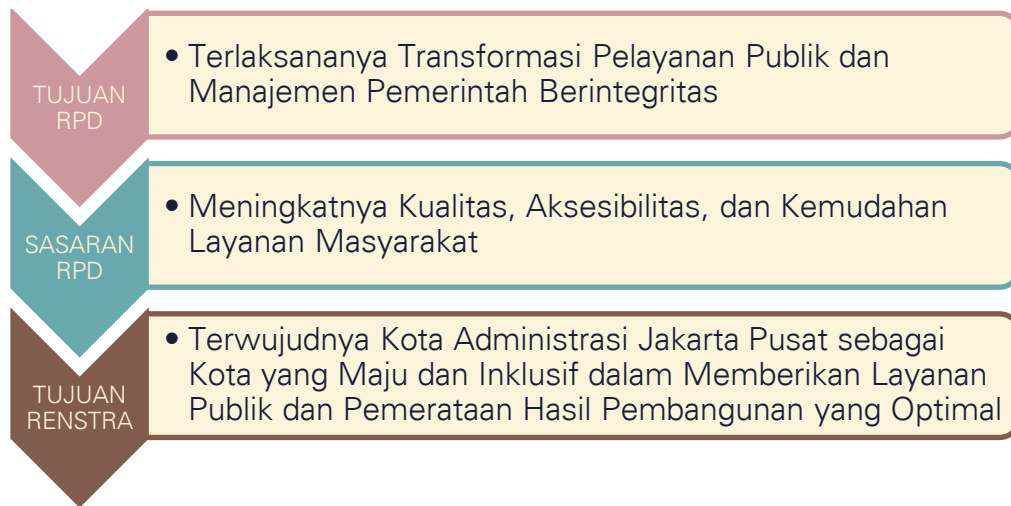 TUJUAN
RPD
• Terlaksananya Transformasi Pelayanan Publik dan
Manajemen Pemerintah Berintegritas
SASARAN
RPD
• Meningkatnya Kualitas, Aksesibilitas, dan Kemudahan
Layanan Masyarakat
TUJUAN
RENSTRA
• Terwujudnya Kota Administrasi Jakarta Pusat sebagai
Kota yang Maju dan Inklusif dalam Memberikan Layanan
Publik dan Pemerataan Hasil Pembangunan yang Optimal